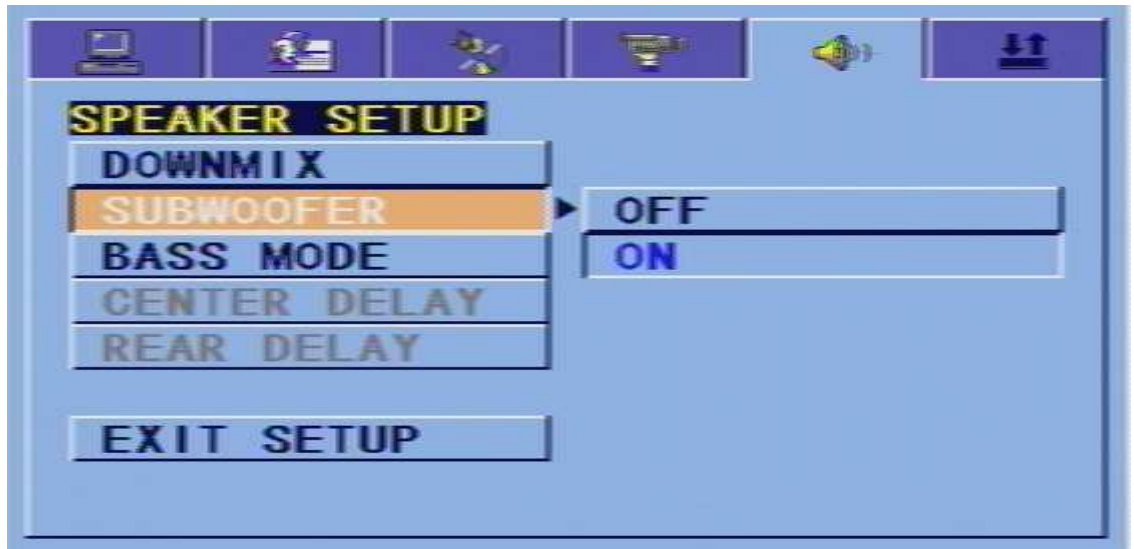 SPEAKER SETUP
DOWNMIX
SUBWOOFER
OFF
BASS MODE
ON
CENTER DELAY
REAR DELAY
EXIT SETUP